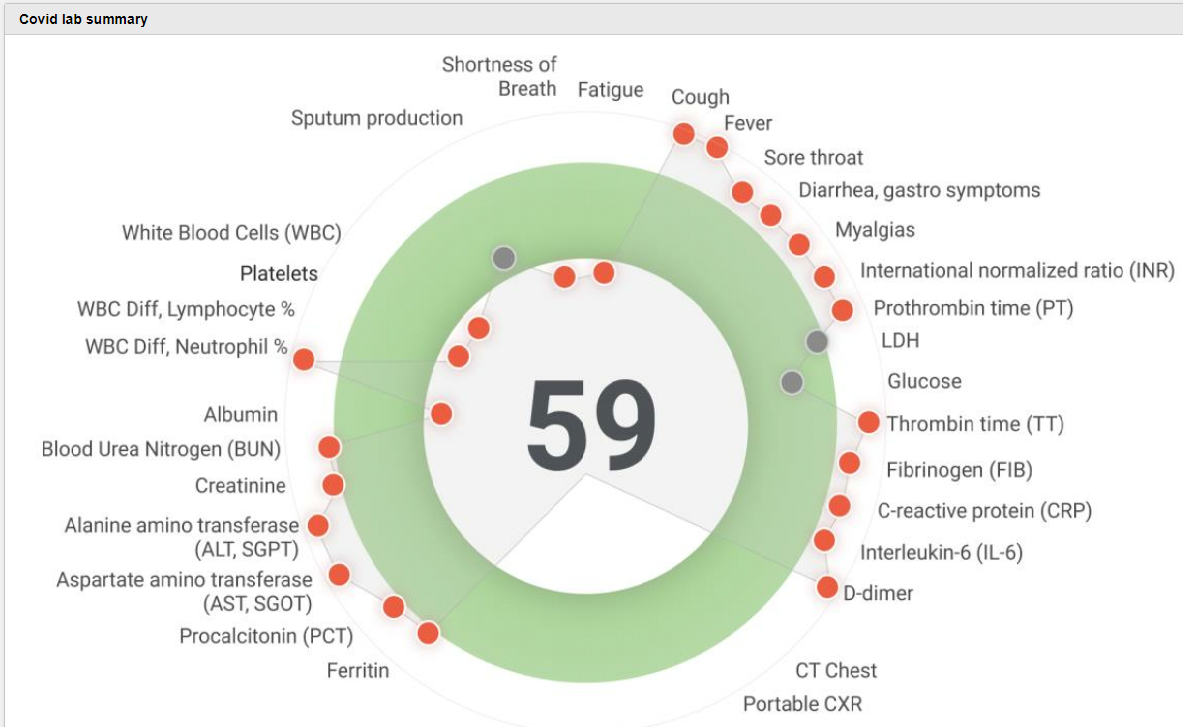 Covid lab summary
Shortness of
Breath
Fatigue
Cough
Fever
Sore throat
Diarrhea, gastro symptoms
Myalgias
International normalized ratio (INR)
Prothrombin time (PT)
LDH
Glucose
Thrombin time (TT)
Fibrinogen (FIB)
C-reactive protein (CRP)
Interleukin-6 (IL-6)
D-dimer
CT Chest
Portable CXR
Ferritin
Procalcitonin (PCT)
Aspartate amino transferase
(AST, SGOT)
Alanine amino transferase
(ALT, SGPT)
Creatinine
Blood Urea Nitrogen (BUN)
Albumin
WBC Diff, Neutrophil %
WBC Diff, Lymphocyte %
Platelets
White Blood Cells (WBC)
Sputum production
59